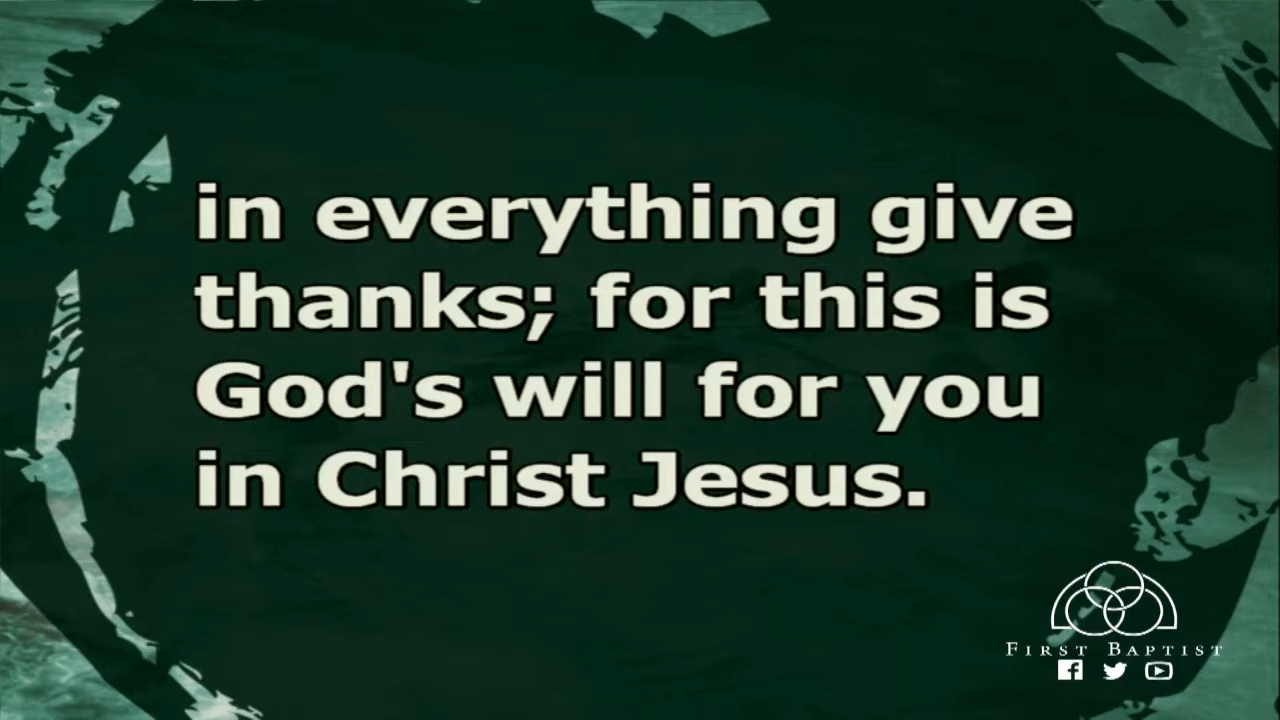 in everything give
thanks; for this is
God's will for you
in Christ Jesus.
First Baptist